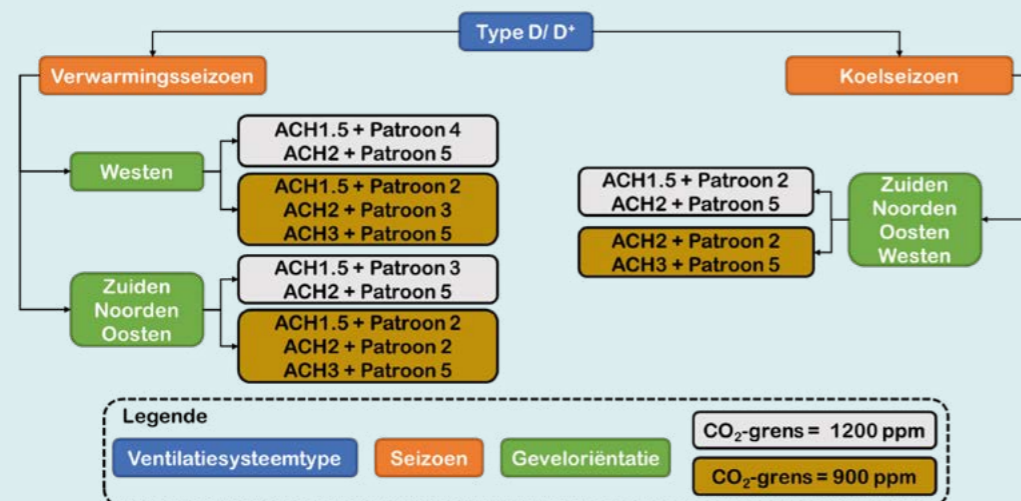 Type D/ D⁺
Verwarmingsseizoen
Koelseizoen
Westen
ACH1.5 + Patroon 4
ACH2 + Patroon 5
ACH1.5 + Patroon 2
ACH2 + Patroon 3
ACH3 + Patroon 5
Zuiden
Noorden
Oosten
ACH1.5 + Patroon 3
ACH2 + Patroon 5
ACH1.5 + Patroon 2
ACH2 + Patroon 2
ACH3 + Patroon 5
ACH1.5 + Patroon 2
ACH2 + Patroon 5
ACH2 + Patroon 2
ACH3 + Patroon 5
Zuiden
Noorden
Oosten
Westen
Legende
Ventilatiesysteemtype
Seizoen
Geveloriëntatie
CO₂-grens = 1200 ppm
CO₂-grens = 900 ppm